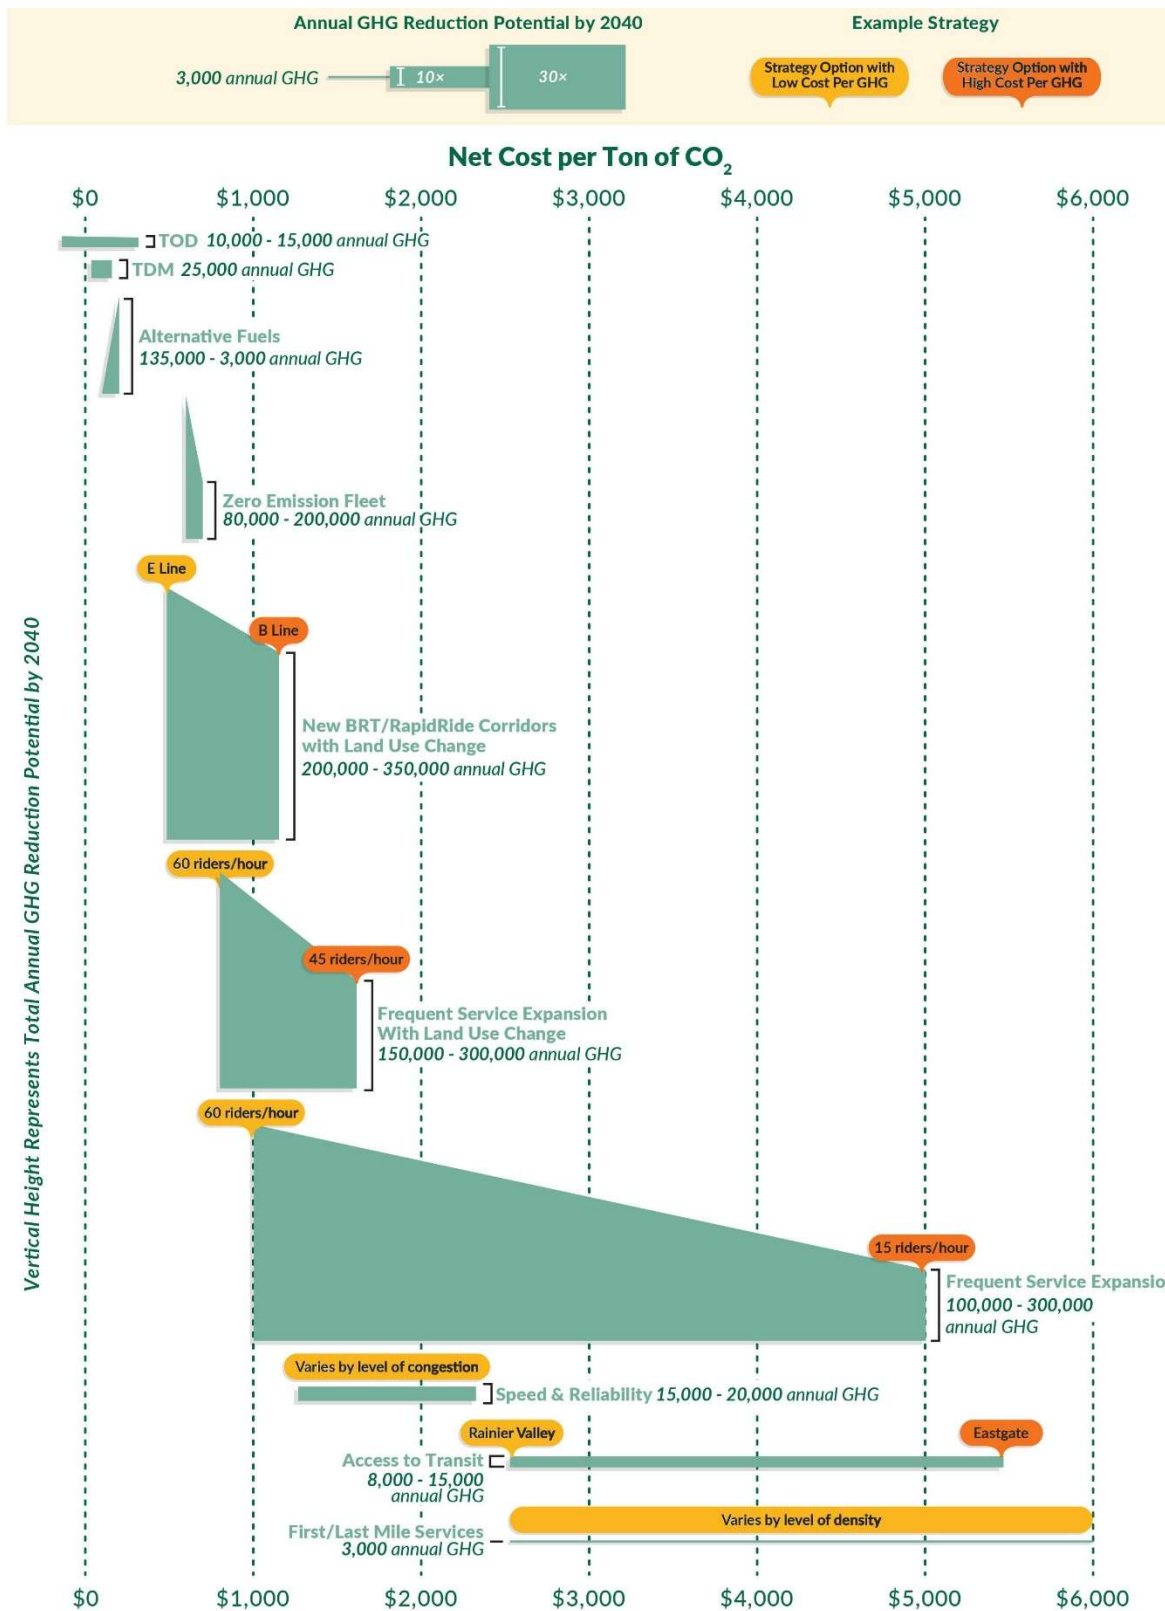 Annual GHG Reduction Potential by 2040
Example Strategy
3,000 annual GHG
10×
30×
Strategy Option with
Low Cost Per GHG
Strategy Option with
High Cost Per GHG
Net Cost per Ton of CO2
$0 $1,000 $2,000 $3,000 $4,000 $5,000 $6,000
TOD 10,000 - 15,000 annual GHG
TDM 25,000 annual GHG
Alternative Fuels
135,000 - 3,000 annual GHG
Zero Emission Fleet
80,000 - 200,000 annual GHG
E Line
B Line
New BRT/RapidRide Corridors
with Land Use Change
200,000 - 350,000 annual GHG
Vertical Height Represents Total Annual GHG Reduction Potential by 2040
60 riders/hour
45 riders/hour
Frequent Service Expansion
With Land Use Change
150,000 - 300,000 annual GHG
60 riders/hour
15 riders/hour
Frequent Service Expansio
100,000 - 300,000
annual GHG
Varies by level of congestion
Speed & Reliability 15,000 - 20,000 annual GHG
Rainier Valley
Eastgate
Access to Transit
8,000 - 15,000
annual GHG
Varies by level of density
First/Last Mile Services
3,000 annual GHG
$0 $1,000 $2,000 $3,000 $4,000 $5,000 $6,000